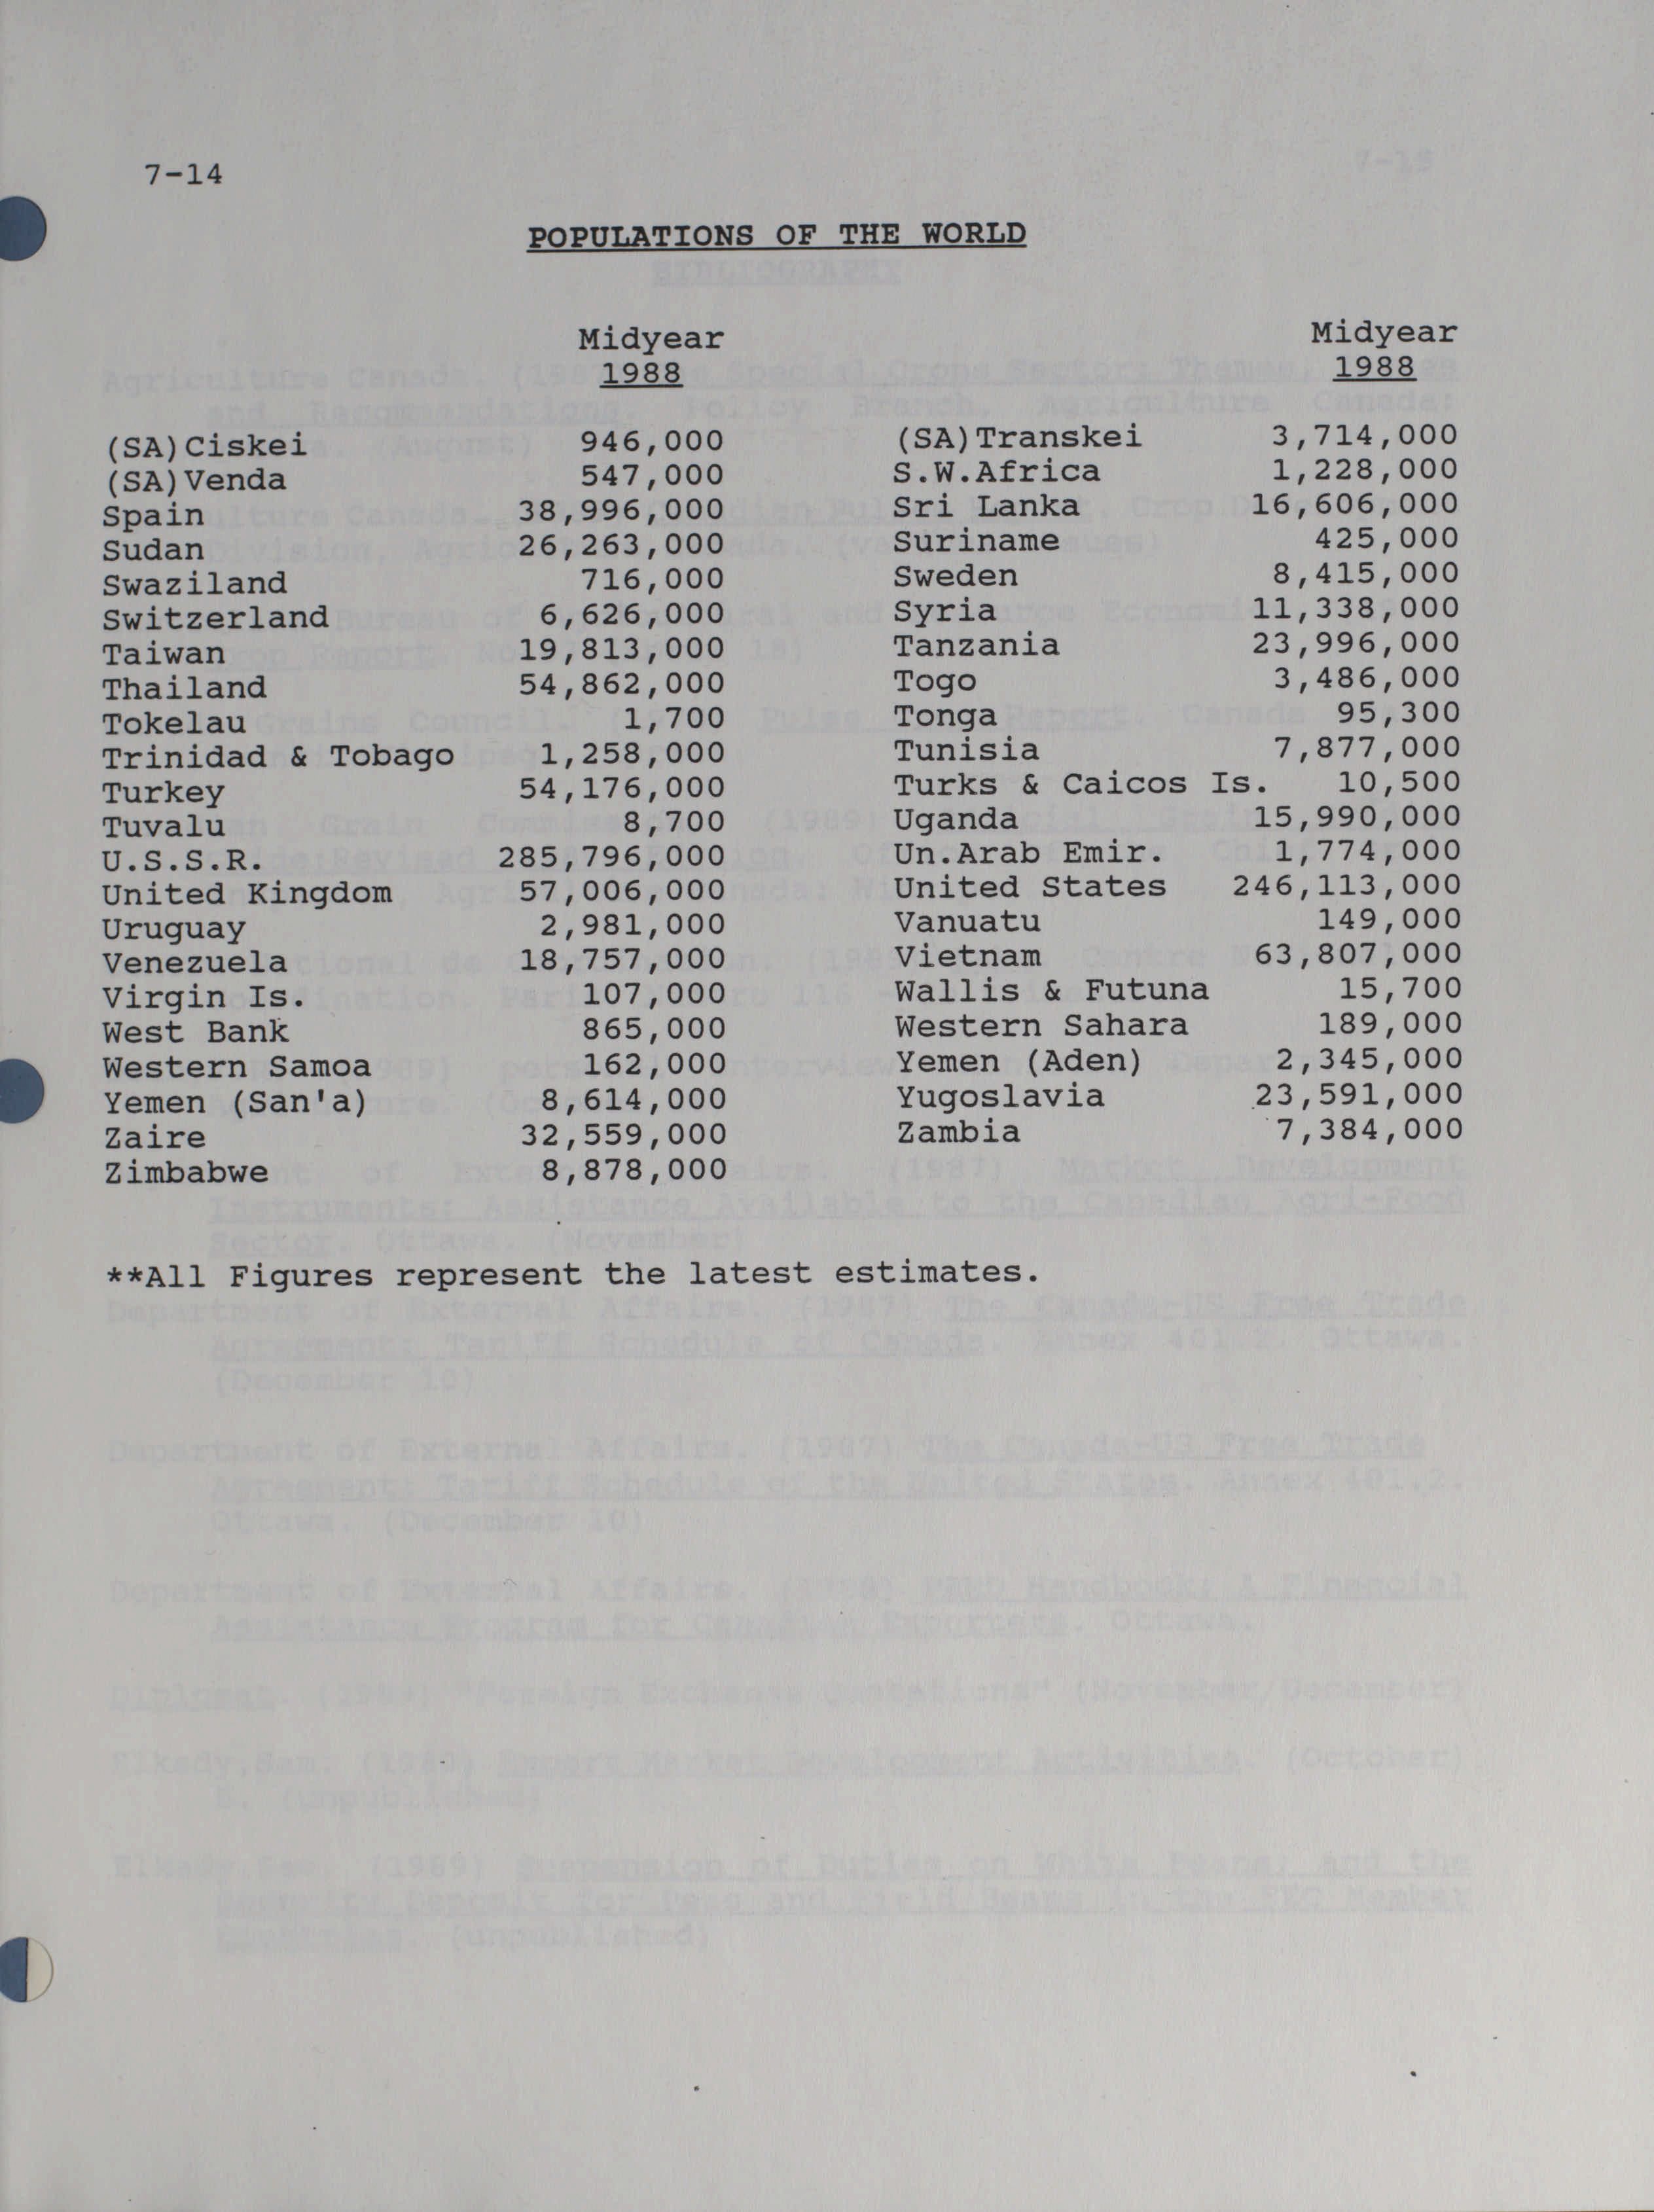 7-14
POPULATIONS OF THE WORLD
Midyear Midyear
1988 1988
(SA)Ciskei 946,000 (SA)Transkei 3,714,000
(SA)Venda 547,000 S.W.Africa 1,228,000
Spain 38,996,000 Sri Lanka 16,606,000
Sudan 26,263,000 Suriname 425,000
Swaziland 716,000 Sweden 8,415,000
Switzerland 6,626,000 Syria 11,338,000
Taiwan 19,813,000 Tanzania 23,996,000
Thailand 54,862,000 Togo 3,486,000
Tokelau 1,700 Tonga 95,300
Trinidad & Tobago 1,258,000 Tunisia 7,877,000
Turkey 54,176,000 Turks & Caicos Is. 10,500
Tuvalu 8,700 Uganda 15,990,000
U.S.S.R. 285,796,000 Un.Arab Emir. 1,774,000
United Kingdom 57,006,000 United States 246,113,000
Uruguay 2,981,000 Vanuatu 149,000
Venezuela 18,757,000 Vietnam 63,807,000
Virgin Is. 107,000 Wallis & Futuna 15,700
West Bank 865,000 Western Sahara 189,000
Western Samoa 162,000 Yemen (Aden) 2,345,000
Yemen (San'a) 8,614,000 Yugoslavia 23,591,000
Zaire 32,559,000 Zambia 7,384,000
Zimbabwe 8,878,000
**All Figures represent the latest estimates.